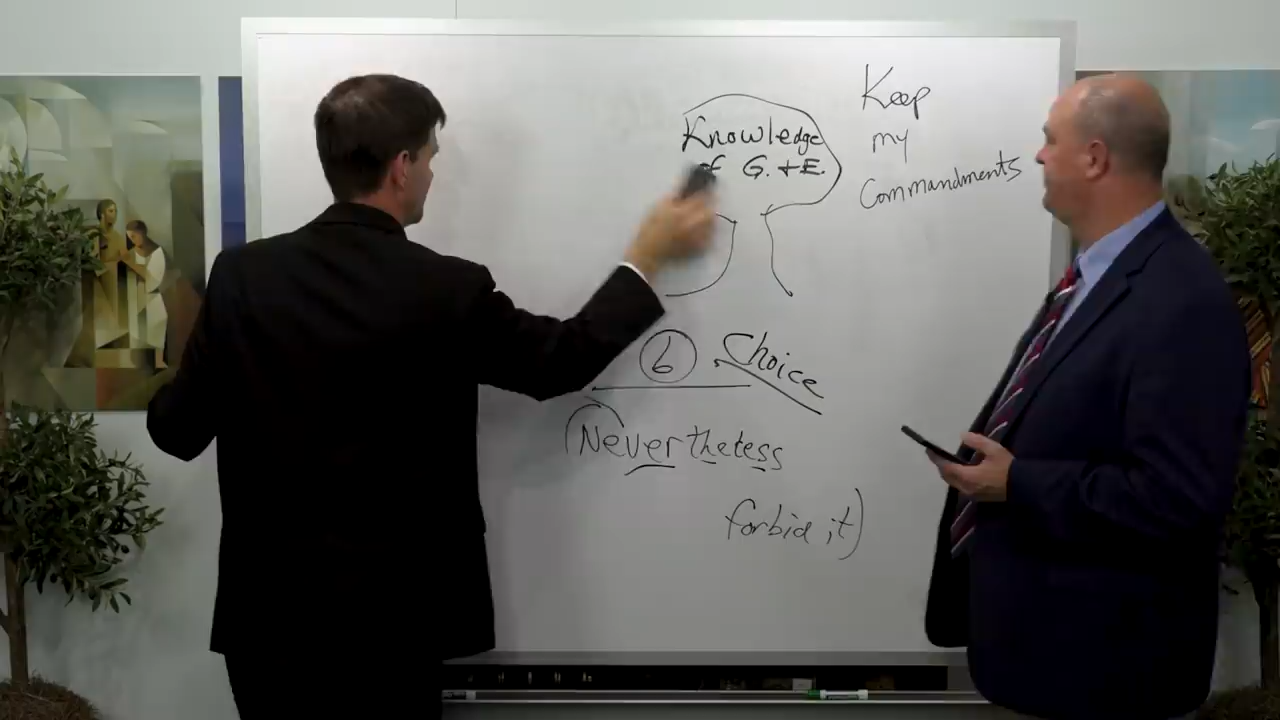 Knowledge
of G. + E.
Keep
my
Commandments
6 Choice
(Nevertheless
forbid it)